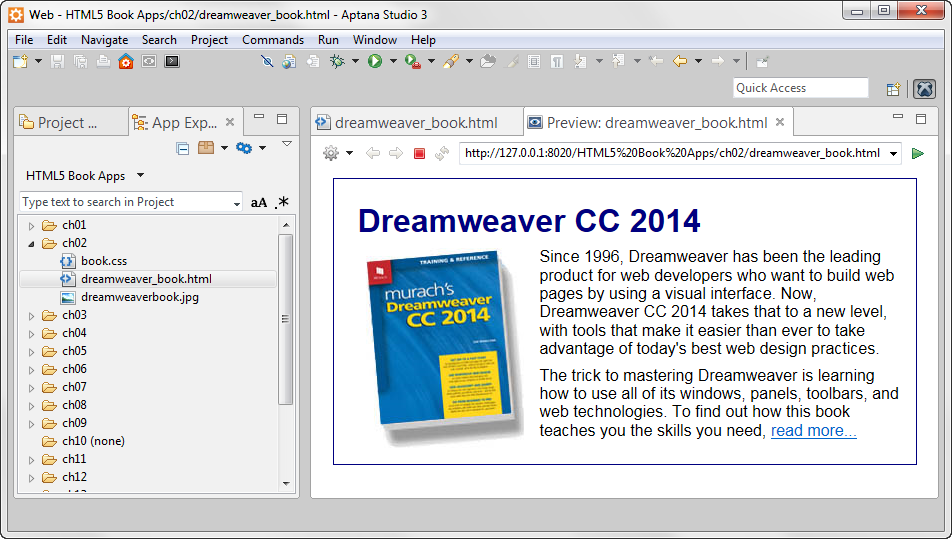 Web - HTML5 Book Apps/ch02/dreamweaver_book.html - Aptana Studio 3
File Edit Navigate Search Project Commands Run Window Help
Quick Access
Project ...
App Exp...
HTML5 Book Apps
Type text to search in Project
aA .*
ch01
ch02
book.css
dreamweaver_book.html
dreamweaverbook.jpg
ch03
ch04
ch05
ch06
ch07
ch08
ch09
ch10 (none)
ch11
ch12
dreamweaver_book.html
Preview: dreamweaver_book.html
http://127.0.0.1:8020/HTML5%20Book%20Apps/ch02/dreamweaver_book.html
Dreamweaver CC 2014
TRAINING & REFERENCE
murach's
Dreamweaver
CC 2014
Since 1996, Dreamweaver has been the leading
product for web developers who want to build web
pages by using a visual interface. Now,
Dreamweaver CC 2014 takes that to a new level,
with tools that make it easier than ever to take
advantage of today's best web design practices.
The trick to mastering Dreamweaver is learning
how to use all of its windows, panels, toolbars, and
web technologies. To find out how this book
teaches you the skills you need, read more...